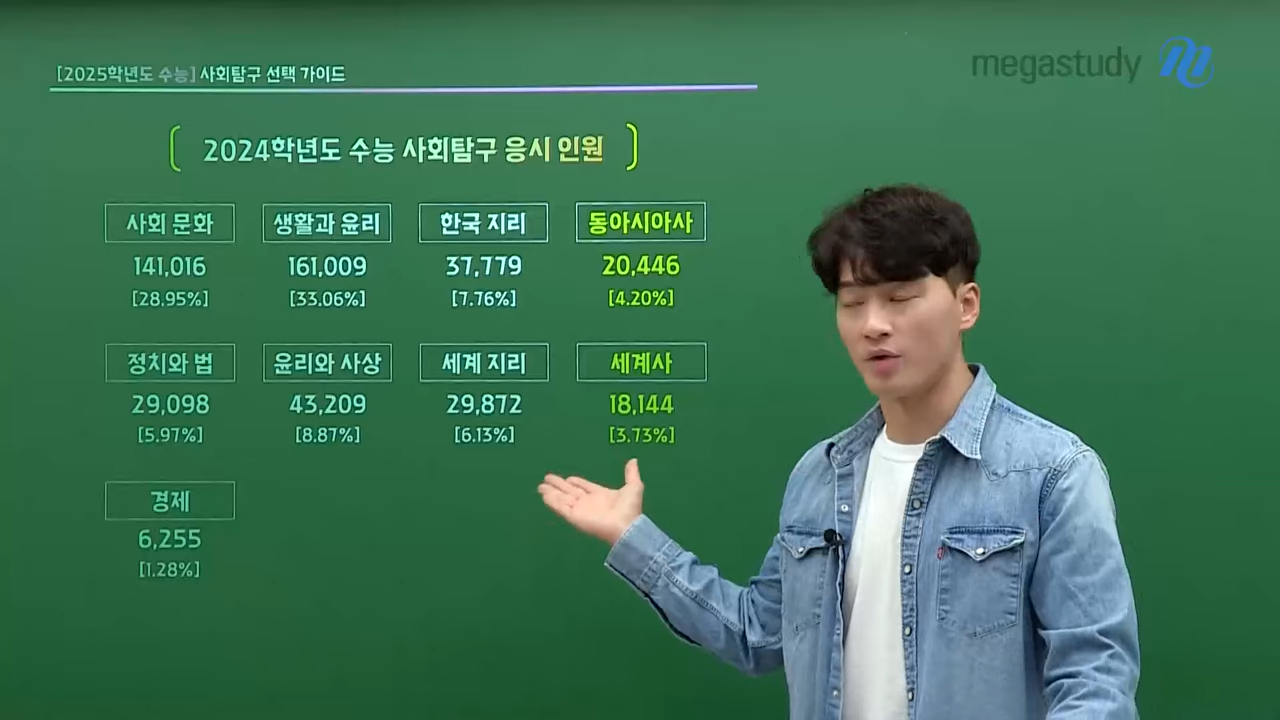 [2025학년도 수능] 사회탐구 선택 가이드
megastudy
2024학년도 수능 사회탐구 응시 인원
사회 문화 생활과 윤리 한국 지리 동아시아사
141,016 161,009 37,779 20,446
[28.95%] [33.06%] [7.76%] [4.20%]
정치와 법 윤리와 사상 세계 지리 세계사
29,098 43,209 29,872 18,144
[5.97%] [8.87%] [6.13%] [3.73%]
경제
6,255
[1.28%]